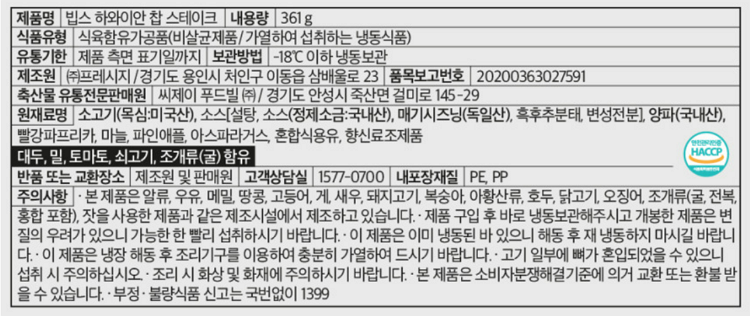 제품명 빕스 하와이안 찹 스테이크 내용량 361 g
식품유형 식육함유가공품(비살균제품/가열하여 섭취하는 냉동식품)
유통기한 제품 측면 표기일까지 보관방법 -18℃ 이하 냉동보관
제조원 ㈜프레시지/경기도 용인시 처인구 이동읍 삼배울로 23 품목보고번호 20200363027591
축산물 유통전문판매원 씨제이 푸드빌 ㈜/경기도 안성시 죽산면 걸미로 145-29
원재료명 소고기(목심:미국산), 소스[설탕, 소스(정제소금:국내산), 매기시즈닝(독일산), 흑후추분태, 변성전분], 양파(국내산),
빨강파프리카, 마늘, 파인애플, 아스파라거스, 혼합식용유, 향신료조제품
대두, 밀, 토마토, 쇠고기, 조개류(굴) 함유
안전관리인증
HACCP
식품의약품안전처
반품 또는 교환장소 제조원 및 판매원 고객상담실 1577-0700 내포장재질 PE, PP
주의사항 · 본 제품은 알류, 우유, 메밀, 땅콩, 고등어, 게, 새우, 돼지고기, 복숭아, 아황산류, 호두, 닭고기, 오징어, 조개류(굴, 전복,
홍합 포함), 잣을 사용한 제품과 같은 제조시설에서 제조하고 있습니다. · 제품 구입 후 바로 냉동보관해주시고 개봉한 제품은 변
질의 우려가 있으니 가능한 한 빨리 섭취하시기 바랍니다. · 이 제품은 이미 냉동된 바 있으니 해동 후 재 냉동하지 마시길 바랍니
다. · 이 제품은 냉장 해동 후 조리기구를 이용하여 충분히 가열하여 드시기 바랍니다. · 고기 일부에 뼈가 혼입되었을 수 있으니
섭취 시 주의하십시오. · 조리 시 화상 및 화재에 주의하시기 바랍니다. · 본 제품은 소비자분쟁해결기준에 의거 교환 또는 환불 받
을 수 있습니다. · 부정 · 불량식품 신고는 국번없이 1399